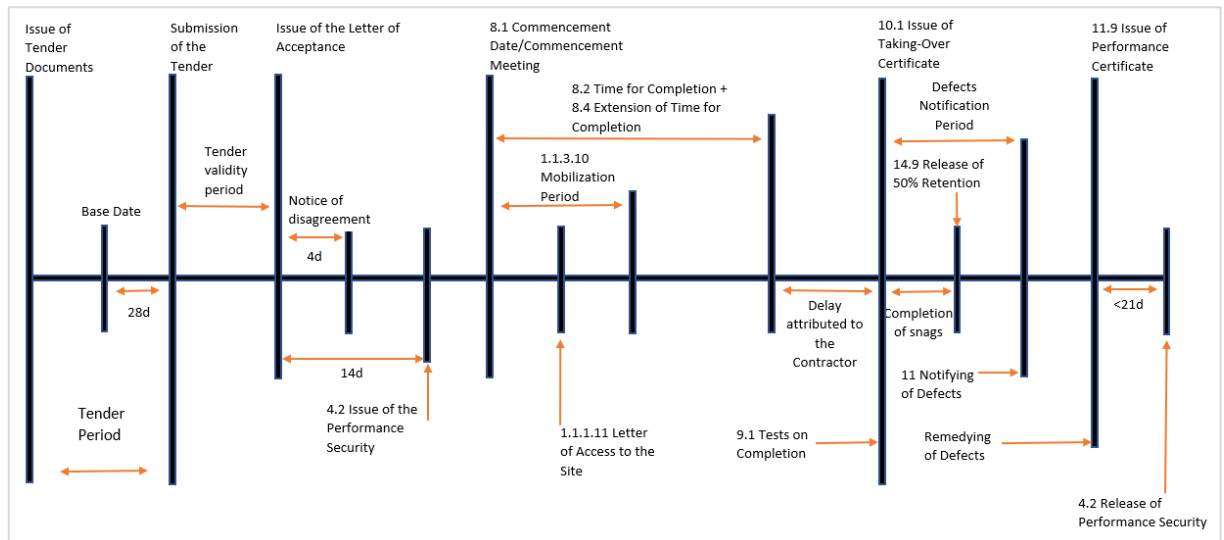 Issue of
Tender
Documents
Submission
of the
Tender
Issue of the Letter of
Acceptance
8.1 Commencement
Date/Commencement
Meeting
10.1 Issue of
Taking-Over
Certificate
11.9 Issue of
Performance
Certificate
8.2 Time for Completion +
8.4 Extension of Time for
Completion
Defects
Notification
Period
Tender
validity
period
1.1.3.10
Mobilization
Period
14.9 Release of
50% Retention
Base Date
Notice of
disagreement
4d
28d
Delay
attributed to
the
Contractor
Completion
of snags
<21d
14d
11 Notifying
of Defects
Tender
Period
4.2 Issue of the
Performance
Security
1.1.1.11 Letter
of Access to the
Site
9.1 Tests on
Completion
Remedying
of Defects
4.2 Release of
Performance Security